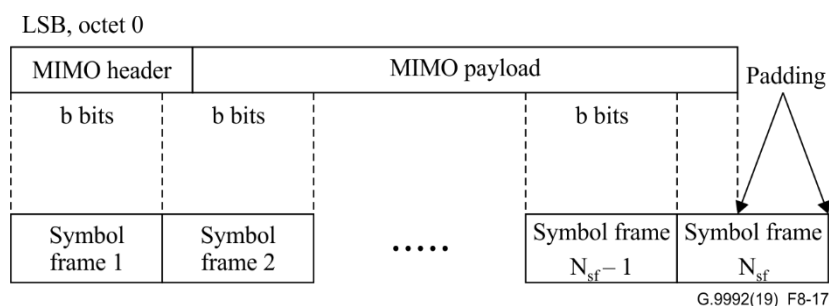 LSB, octet 0
MIMO header
MIMO payload
Padding
b bits
b bits
b bits
Symbol
frame 1
Symbol
frame 2
.....
Symbol frame
N_sf – 1
Symbol frame
N_sf
G.9992(19)_F8-17